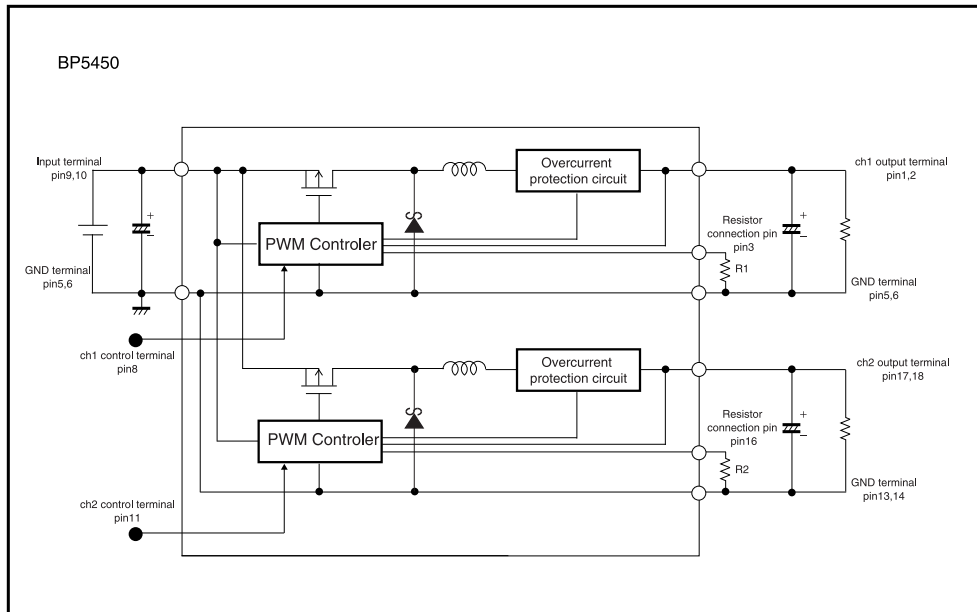 BP5450
Input terminal
pin9,10
Overcurrent
protection circuit
ch1 output terminal
pin1,2
+
−
PWM Controler
Resistor
connection pin
pin3
+
−
R1
GND terminal
pin5,6
GND terminal
pin5,6
ch1 control terminal
pin8
Overcurrent
protection circuit
ch2 output terminal
pin17,18
PWM Controler
Resistor
connection pin
pin16
+
−
R2
GND terminal
pin13,14
ch2 control terminal
pin11